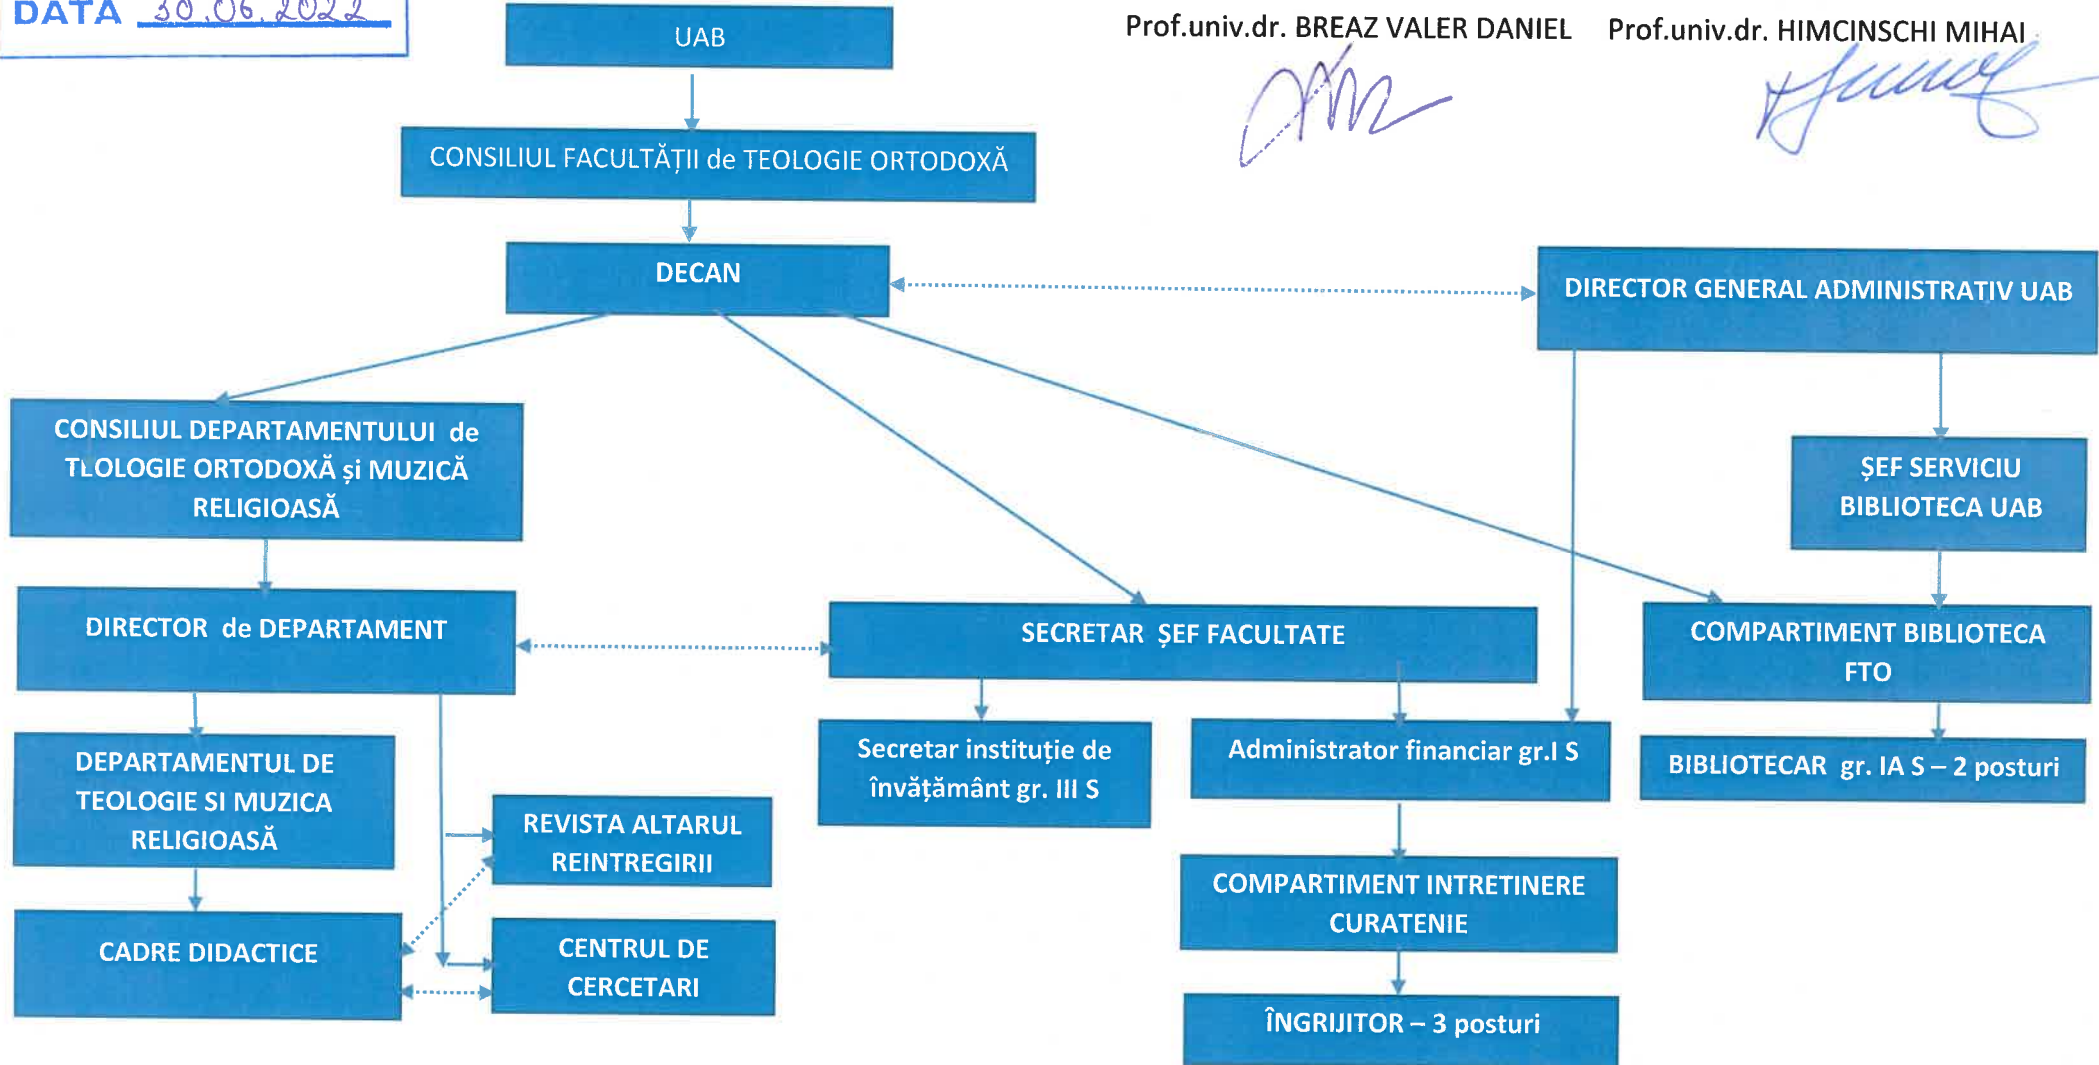 DATA 30.06.2022
Prof.univ.dr. BREAZ VALER DANIEL Prof.univ.dr. HIMCINSCHI MIHAI
UAB
CONSILIUL FACULTĂȚII de TEOLOGIE ORTODOXĂ
DECAN
DIRECTOR GENERAL ADMINISTRATIV UAB
CONSILIUL DEPARTAMENTULUI de
TEOLOGIE ORTODOXĂ și MUZICĂ
RELIGIOASĂ
ȘEF SERVICIU
BIBLIOTECA UAB
DIRECTOR de DEPARTAMENT
SECRETAR ȘEF FACULTATE
COMPARTIMENT BIBLIOTECA
FTO
DEPARTAMENTUL DE
TEOLOGIE SI MUZICA
RELIGIOASĂ
Secretar instituție de
învățământ gr. III S
Administrator financiar gr.I S
BIBLIOTECAR gr. IA S – 2 posturi
REVISTA ALTARUL
REINTREGIRII
COMPARTIMENT INTRETINERE
CURATENIE
CADRE DIDACTICE
CENTRUL DE
CERCETARI
ÎNGRIJITOR – 3 posturi